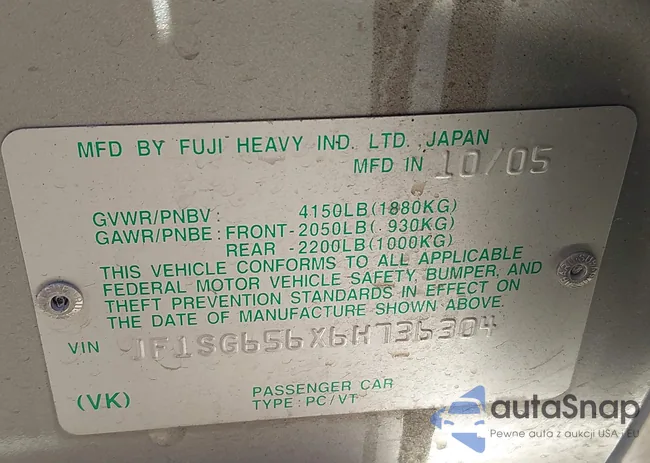 MFD BY FUJI HEAVY IND. LTD. JAPAN
MFD IN 10/05
GVWR/PNBV: 4150LB(1880KG)
GAWR/PNBE: FRONT-2050LB( 930KG)
REAR -2200LB(1000KG)
THIS VEHICLE CONFORMS TO ALL APPLICABLE
FEDERAL MOTOR VEHICLE SAFETY, BUMPER, AND
THEFT PREVENTION STANDARDS IN EFFECT ON
THE DATE OF MANUFACTURE SHOWN ABOVE.
VIN JF1SG656X6H736304
PASSENGER CAR
(VK) TYPE: PC/VT
autaSnap
Pewne auta z aukcji USA i EU